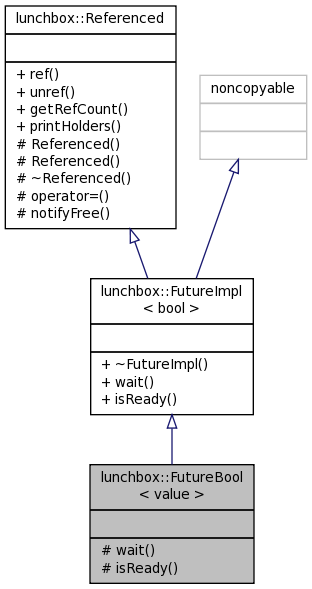 lunchbox::Referenced
+ ref()
+ unref()
+ getRefCount()
+ printHolders()
# Referenced()
# Referenced()
# ~Referenced()
# operator=()
# notifyFree()
noncopyable
lunchbox::FutureImpl
< bool >
+ ~FutureImpl()
+ wait()
+ isReady()
lunchbox::FutureBool
< value >
# wait()
# isReady()